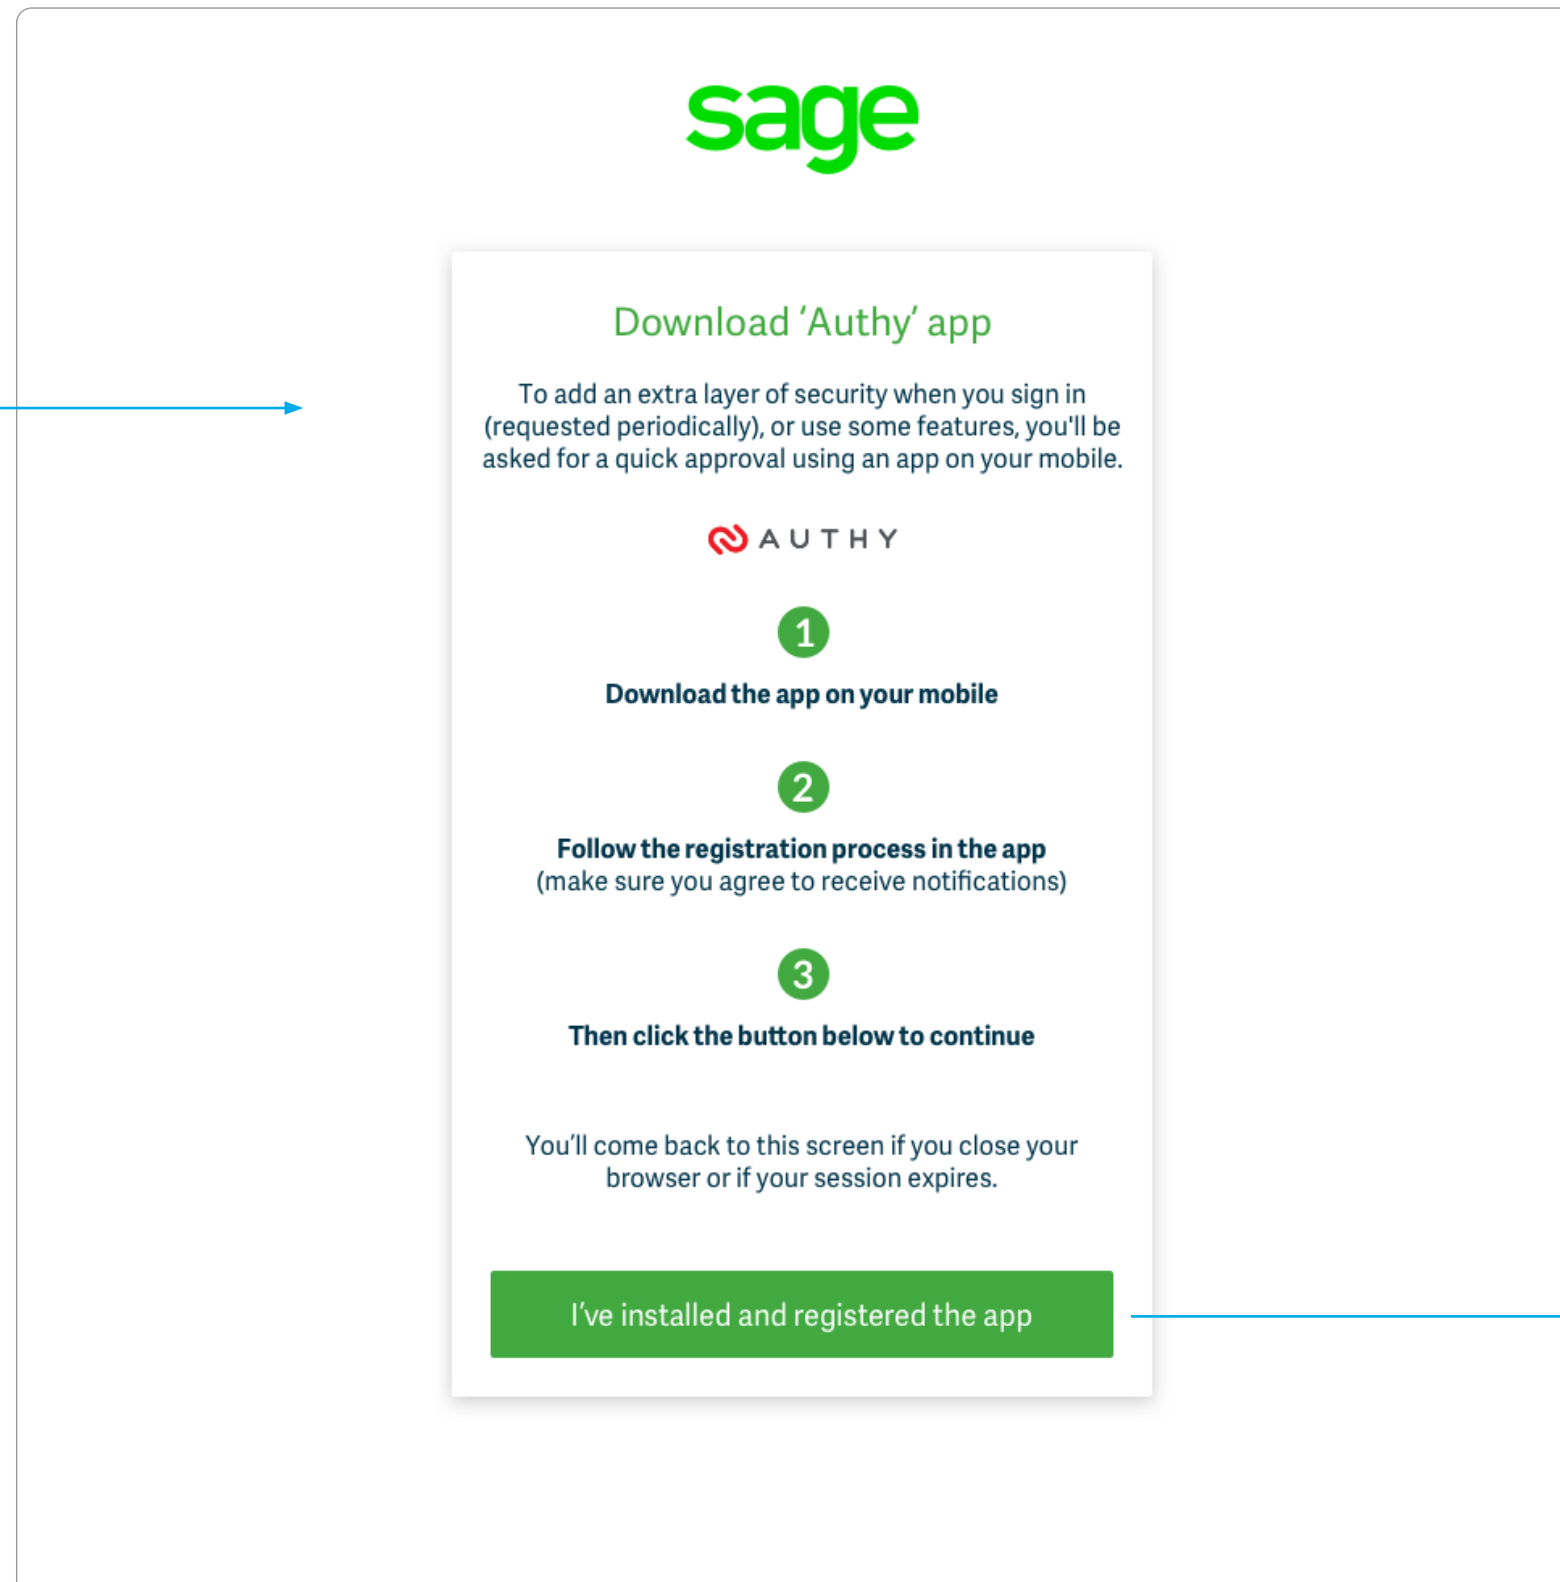 sage
Download ‘Authy’ app
To add an extra layer of security when you sign in
(requested periodically), or use some features, you'll be
asked for a quick approval using an app on your mobile.
AUTHY
1
Download the app on your mobile
2
Follow the registration process in the app
(make sure you agree to receive notifications)
3
Then click the button below to continue
You’ll come back to this screen if you close your
browser or if your session expires.
I’ve installed and registered the app